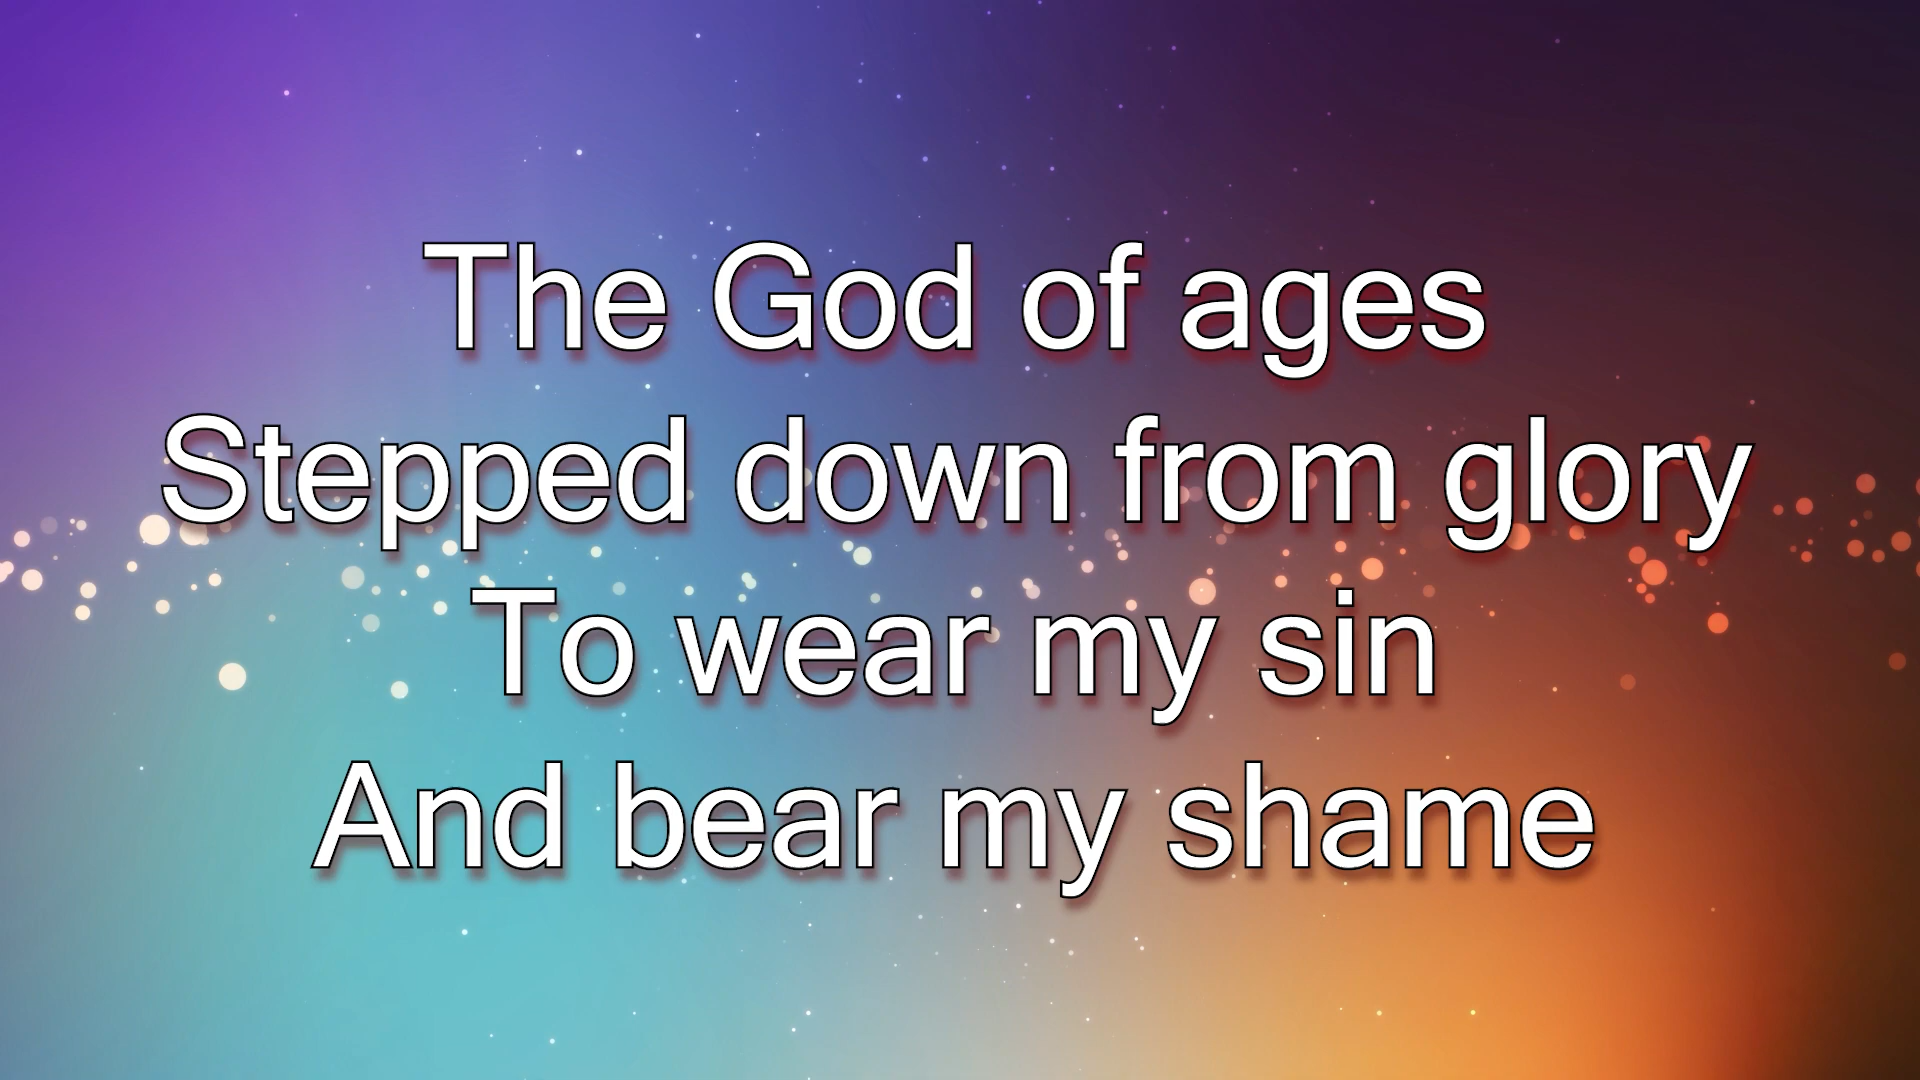 The God of ages
Stepped down from glory
To wear my sin
And bear my shame